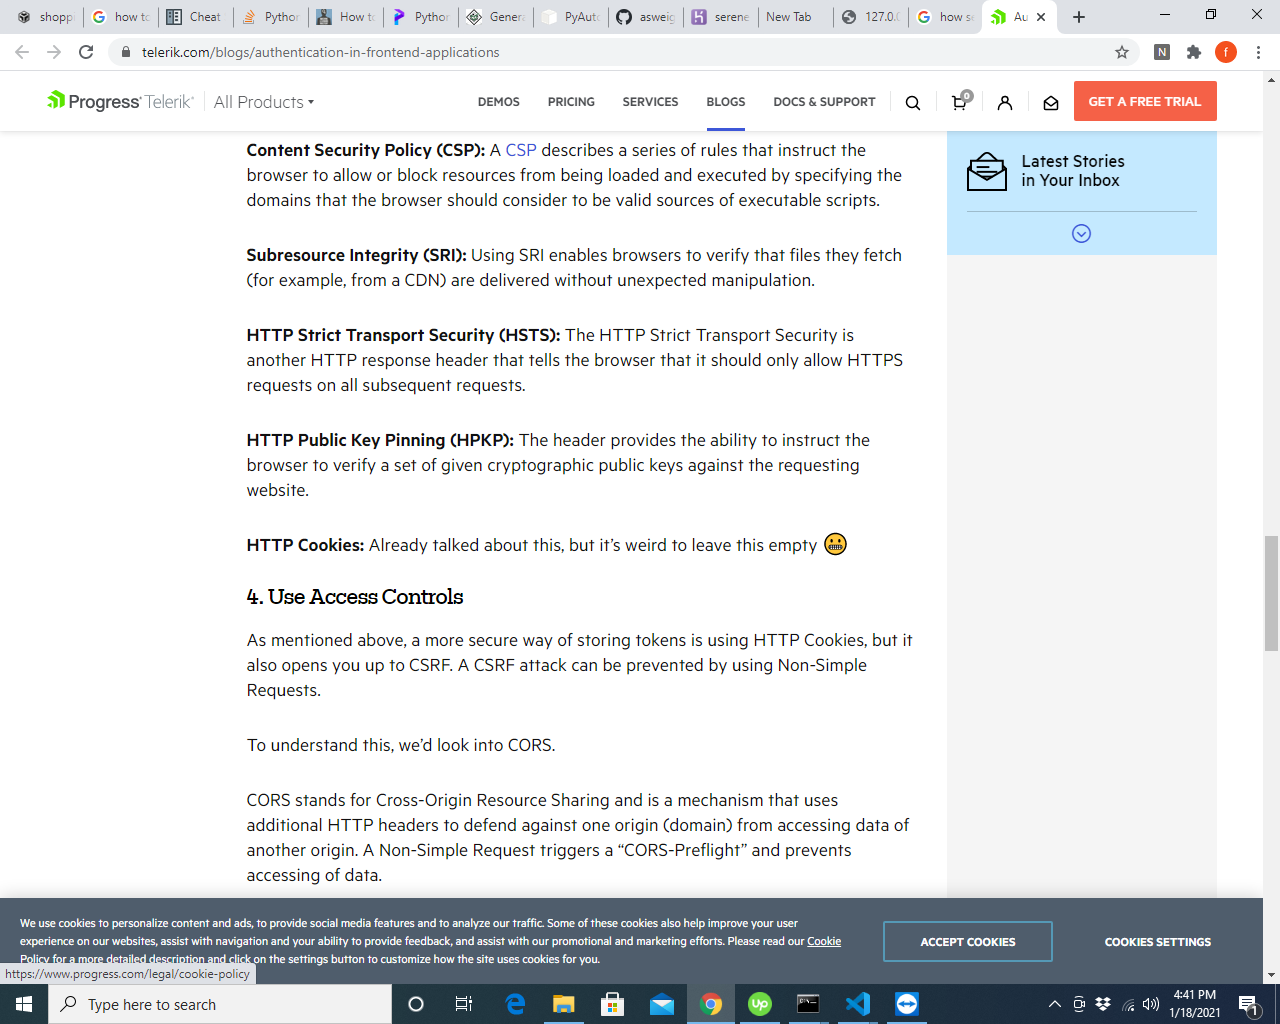 shopp
how to
Cheat
Python
How to
Python
Genera
PyAuto
asweig
serene
New Tab
127.0.0
how se
Au
telerik.com/blogs/authentication-in-frontend-applications
N
f
Progress Telerik
All Products
DEMOS
PRICING
SERVICES
BLOGS
DOCS & SUPPORT
0
GET A FREE TRIAL
Content Security Policy (CSP): A CSP describes a series of rules that instruct the
browser to allow or block resources from being loaded and executed by specifying the
domains that the browser should consider to be valid sources of executable scripts.
Subresource Integrity (SRI): Using SRI enables browsers to verify that files they fetch
(for example, from a CDN) are delivered without unexpected manipulation.
HTTP Strict Transport Security (HSTS): The HTTP Strict Transport Security is
another HTTP response header that tells the browser that it should only allow HTTPS
requests on all subsequent requests.
HTTP Public Key Pinning (HPKP): The header provides the ability to instruct the
browser to verify a set of given cryptographic public keys against the requesting
website.
HTTP Cookies: Already talked about this, but it’s weird to leave this empty 😬
4. Use Access Controls
As mentioned above, a more secure way of storing tokens is using HTTP Cookies, but it
also opens you up to CSRF. A CSRF attack can be prevented by using Non-Simple
Requests.
To understand this, we’d look into CORS.
CORS stands for Cross-Origin Resource Sharing and is a mechanism that uses
additional HTTP headers to defend against one origin (domain) from accessing data of
another origin. A Non-Simple Request triggers a “CORS-Preflight” and prevents
accessing of data.
Latest Stories
in Your Inbox
We use cookies to personalize content and ads, to provide social media features and to analyze our traffic. Some of these cookies also help improve your user
experience on our websites, assist with navigation and your ability to provide feedback, and assist with our promotional and marketing efforts. Please read our Cookie
Policy for a more detailed description and click on the settings button to customize how the site uses cookies for you.
ACCEPT COOKIES
COOKIES SETTINGS
https://www.progress.com/legal/cookie-policy
Type here to search
up
4:41 PM
1/18/2021
1